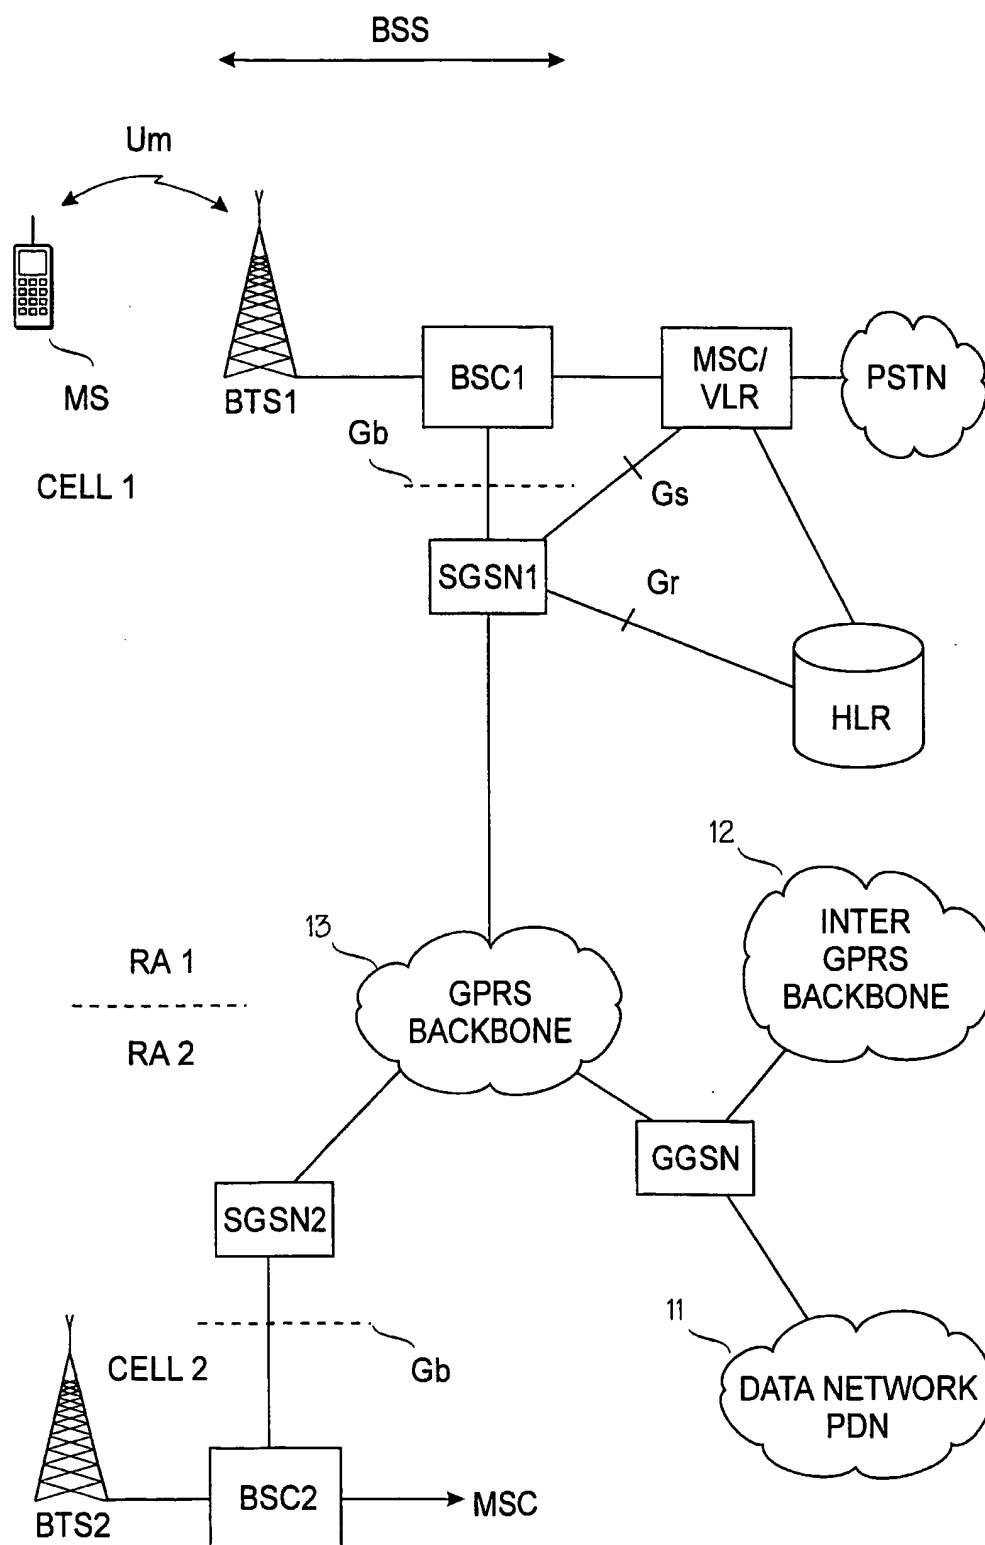 BSS
Um
MS
BTS1
BSC1
MSC/
VLR
PSTN
CELL 1
Gb
Gs
SGSN1
Gr
HLR
12
13
INTER
GPRS
BACKBONE
RA 1
GPRS
BACKBONE
RA 2
GGSN
SGSN2
11
CELL 2
Gb
DATA NETWORK
PDN
BSC2
MSC
BTS2